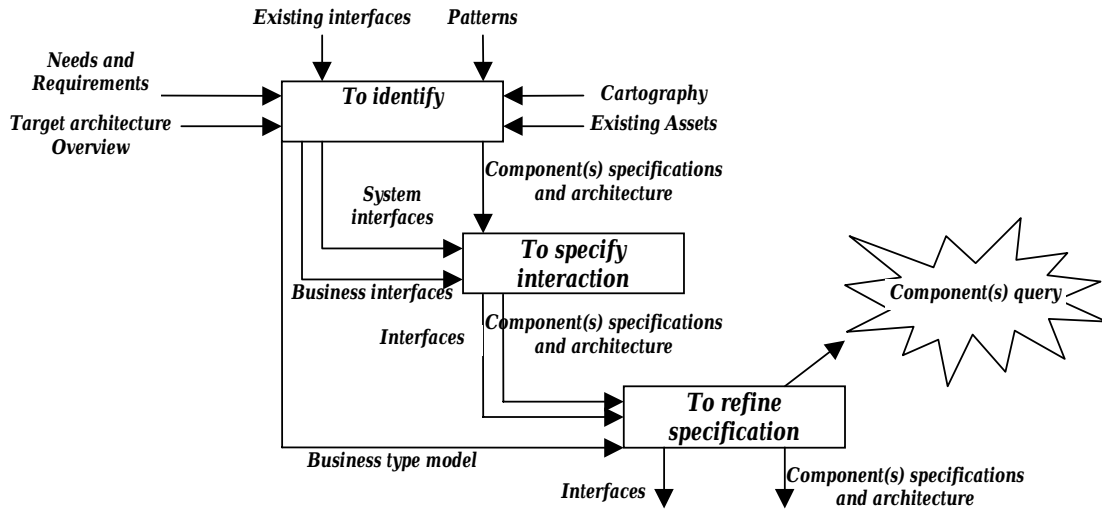 Existing interfaces
Patterns
Needs and
Requirements
To identify
Cartography
Target architecture
Overview
Existing Assets
Component(s) specifications
and architecture
System
interfaces
To specify
interaction
Business interfaces
Component(s) query
Interfaces
Component(s) specifications
and architecture
To refine
specification
Business type model
Interfaces
Component(s) specifications
and architecture